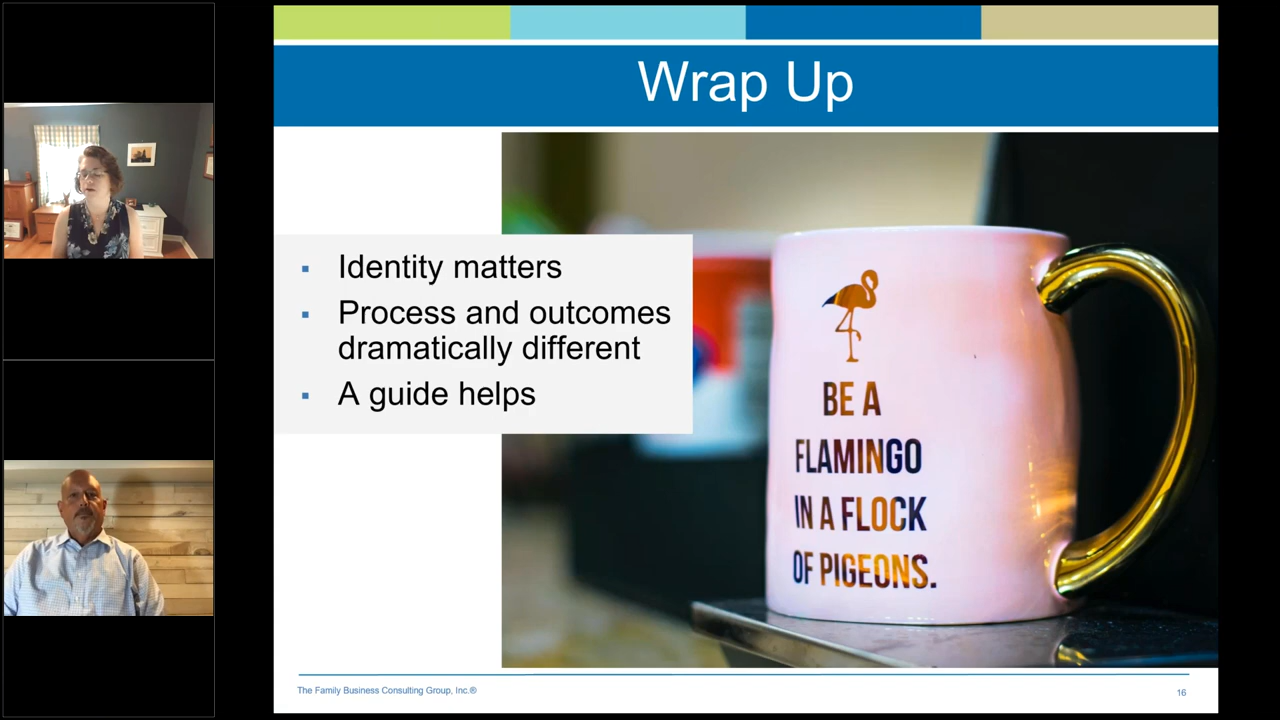 Wrap Up
▪ Identity matters
▪ Process and outcomes
dramatically different
▪ A guide helps
BE A
FLAMINGO
IN A FLOCK
OF PIGEONS.
The Family Business Consulting Group, Inc.®
16